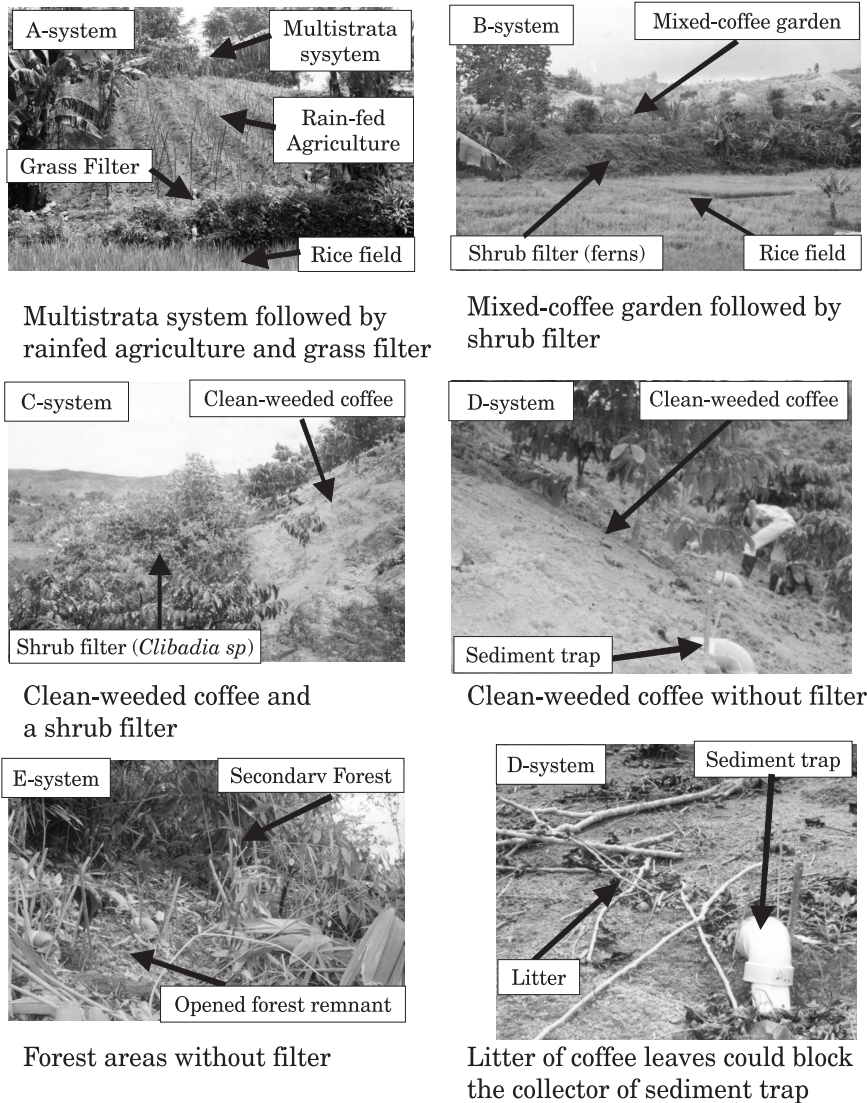 A-system
Multistrata
sysytem
Rain-fed
Agriculture
Grass Filter
Rice field
Multistrata system followed by
rainfed agriculture and grass filter
B-system
Mixed-coffee garden
Shrub filter (ferns)
Rice field
Mixed-coffee garden followed by
shrub filter
C-system
Clean-weeded coffee
Shrub filter (Clibadia sp)
Clean-weeded coffee and
a shrub filter
D-system
Clean-weeded coffee
Sediment trap
Clean-weeded coffee without filter
E-system
Secondarv Forest
Opened forest remnant
Forest areas without filter
D-system
Sediment trap
Litter
Litter of coffee leaves could block
the collector of sediment trap